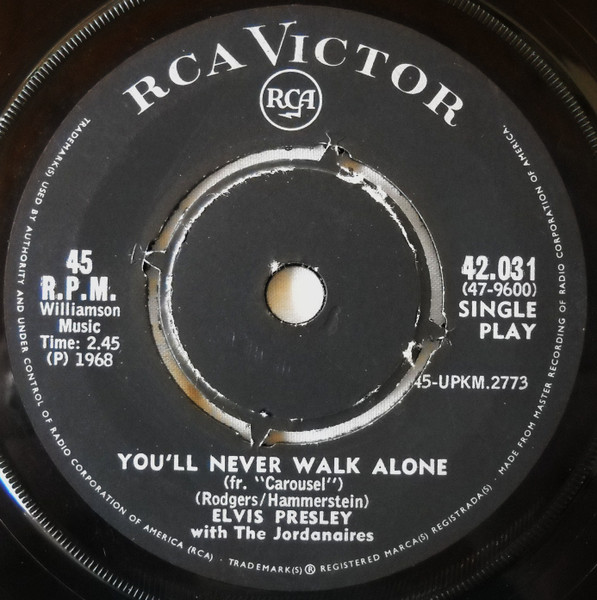 RCA VICTOR
RCA
45
R.P.M.
Williamson
Music
Time: 2.45
(P) 1968
42.031
(47-9600)
SINGLE
PLAY
45-UPKM.2773
YOU'LL NEVER WALK ALONE
(fr. "Carousel")
(Rodgers/Hammerstein)
ELVIS PRESLEY
with The Jordanaires
TRADEMARK(S) USED BY AUTHORITY AND UNDER CONTROL OF RADIO CORPORATION OF AMERICA (RCA) · TRADEMARK(S) ® REGISTERED MARCA(S) REGISTRADA(S) · MADE FROM MASTER RECORDING OF RADIO CORPORATION OF AMERICA.